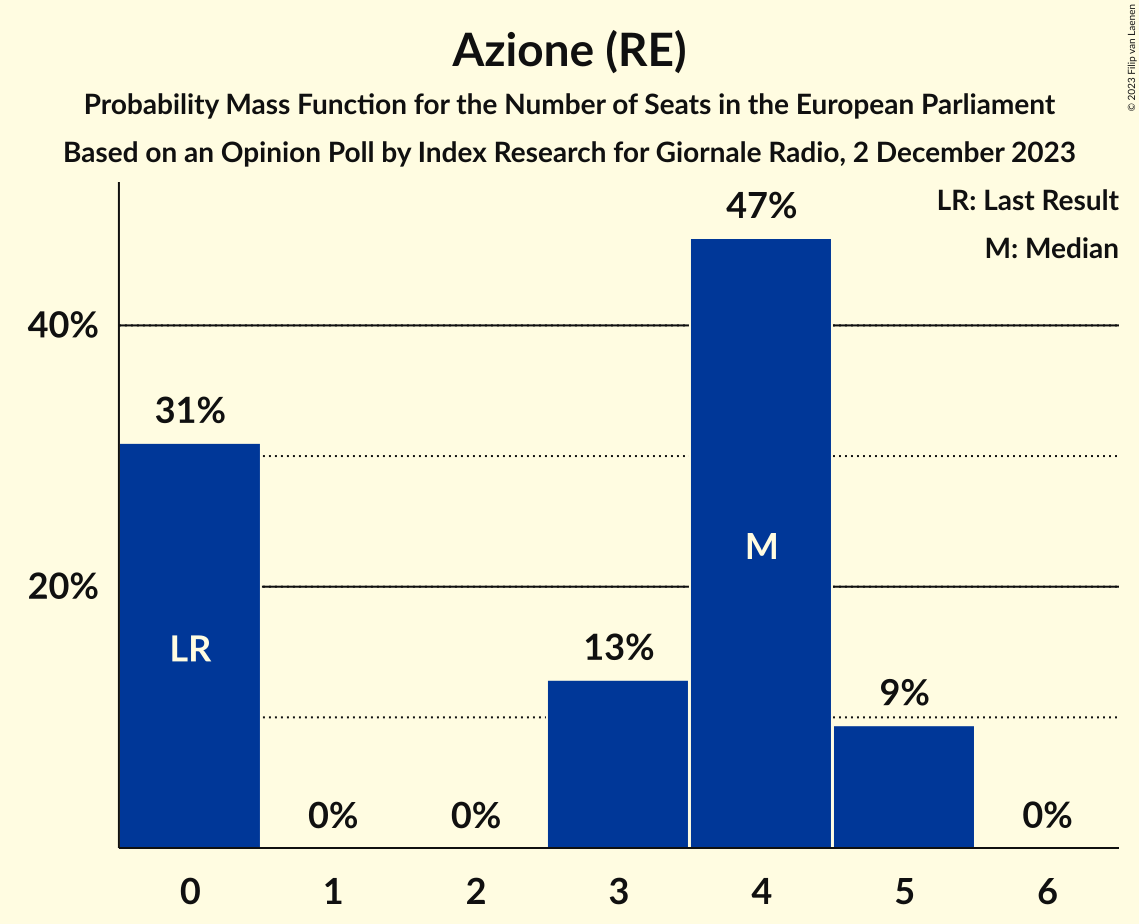 Azione (RE)
Probability Mass Function for the Number of Seats in the European Parliament
Based on an Opinion Poll by Index Research for Giornale Radio, 2 December 2023
© 2023 Filip van Laenen
LR: Last Result
M: Median
47%
40%
31%
M
20%
LR
13%
9%
0%
0%
0%
0
1
2
3
4
5
6